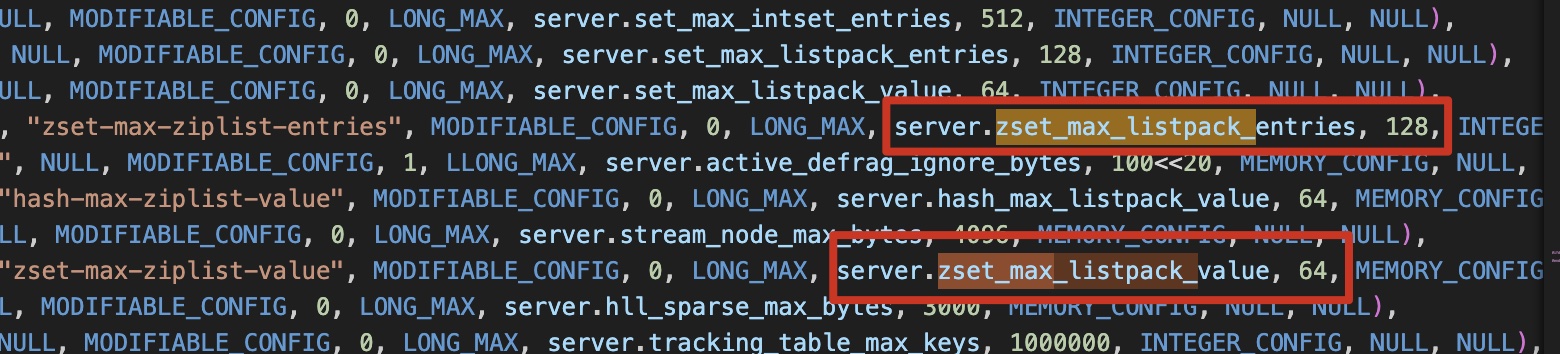 ULL, MODIFIABLE_CONFIG, 0, LONG_MAX, server.set_max_intset_entries, 512, INTEGER_CONFIG, NULL, NULL),
NULL, MODIFIABLE_CONFIG, 0, LONG_MAX, server.set_max_listpack_entries, 128, INTEGER_CONFIG, NULL, NULL),
ULL, MODIFIABLE_CONFIG, 0, LONG_MAX, server.set_max_listpack_value, 64, INTEGER_CONFIG, NULL, NULL),
, "zset-max-ziplist-entries", MODIFIABLE_CONFIG, 0, LONG_MAX, server.zset_max_listpack_entries, 128, INTEGE
", NULL, MODIFIABLE_CONFIG, 1, LLONG_MAX, server.active_defrag_ignore_bytes, 100<<20, MEMORY_CONFIG, NULL,
"hash-max-ziplist-value", MODIFIABLE_CONFIG, 0, LONG_MAX, server.hash_max_listpack_value, 64, MEMORY_CONFIG
LL, MODIFIABLE_CONFIG, 0, LONG_MAX, server.stream_node_max_bytes, 4096, MEMORY_CONFIG, NULL, NULL),
"zset-max-ziplist-value", MODIFIABLE_CONFIG, 0, LONG_MAX, server.zset_max_listpack_value, 64, MEMORY_CONFIG
L, MODIFIABLE_CONFIG, 0, LONG_MAX, server.hll_sparse_max_bytes, 3000, MEMORY_CONFIG, NULL, NULL),
NULL, MODIFIABLE_CONFIG, 0, LONG_MAX, server.tracking_table_max_keys, 1000000, INTEGER_CONFIG, NULL, NULL),